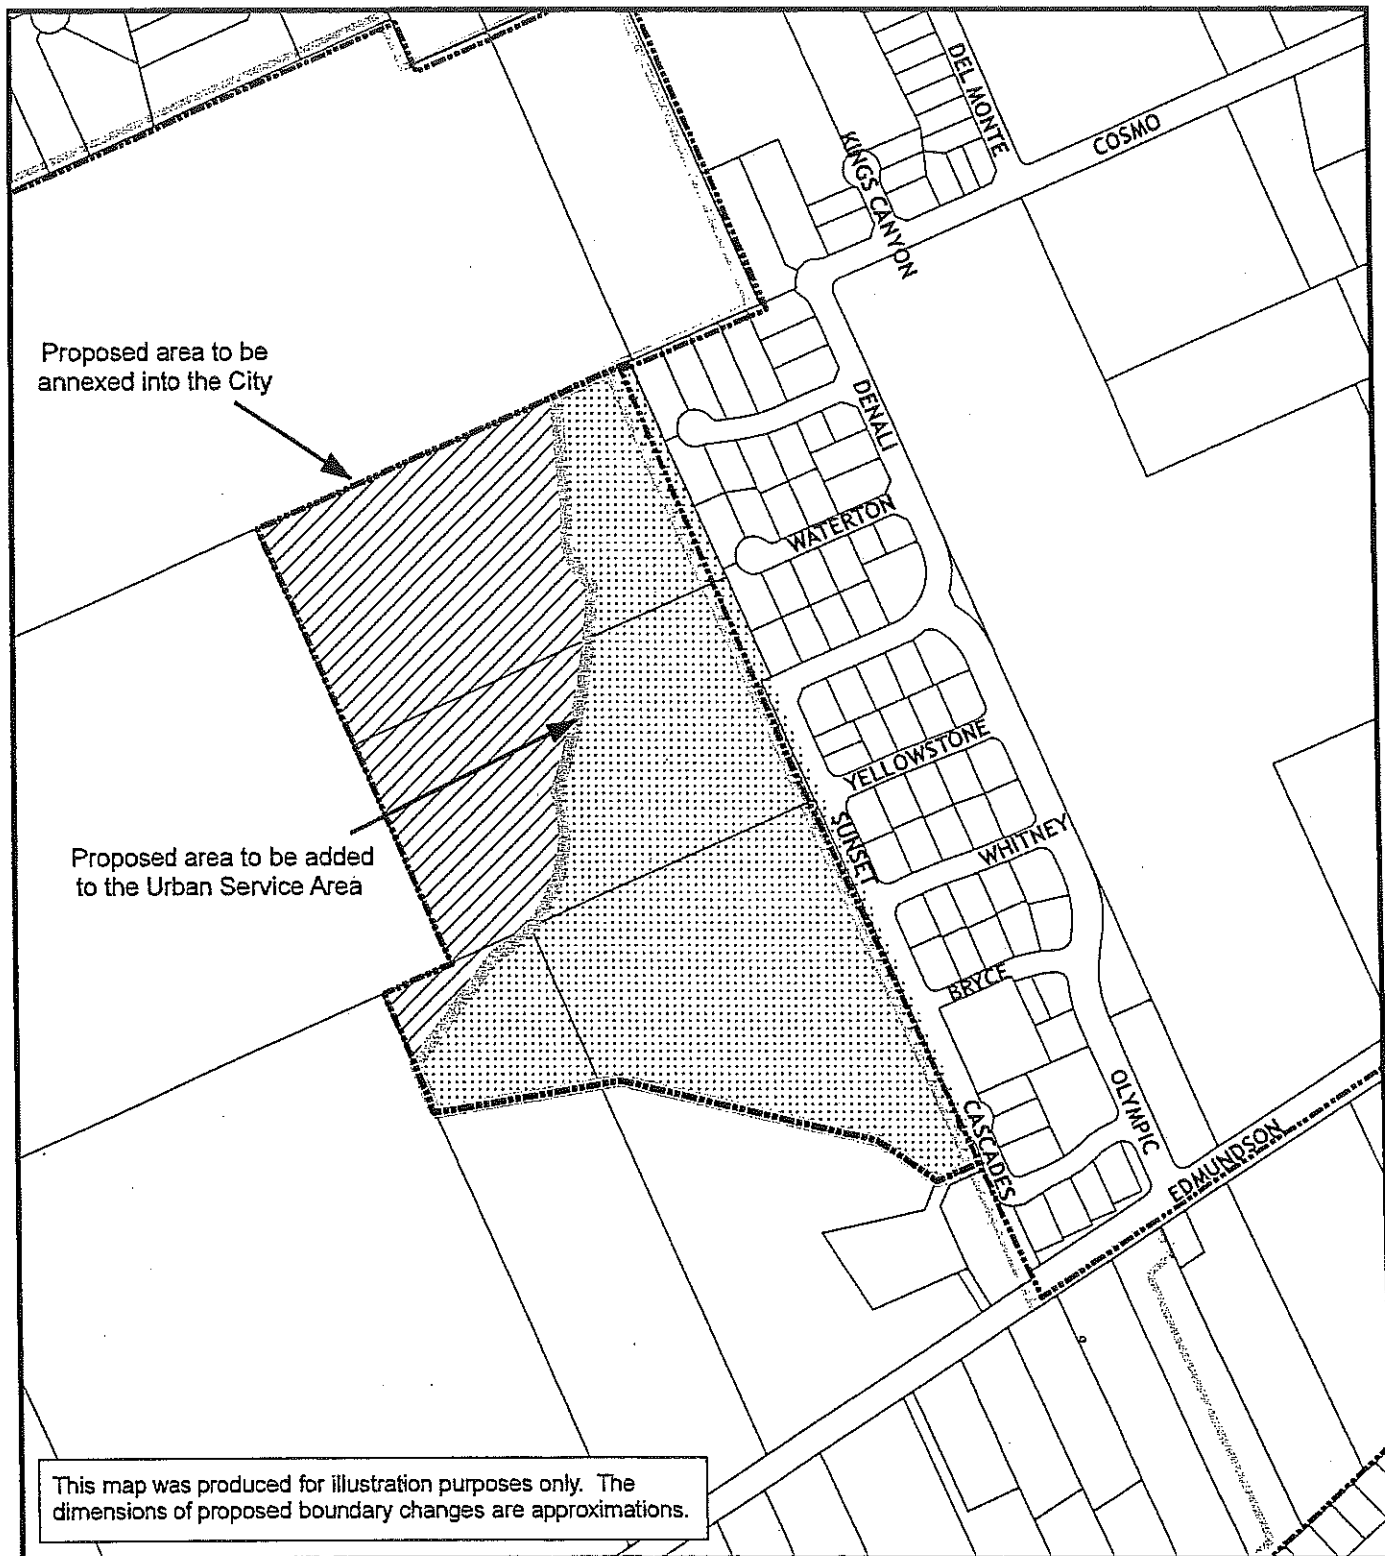 DEL MONTE
COSMO
KINGS CANYON
Proposed area to be
annexed into the City
DENALI
WATERTON
YELLOWSTONE
SUNSET
WHITNEY
Proposed area to be added
to the Urban Service Area
BRYCE
OLYMPIC
CASCADES
EDMUNDSON
This map was produced for illustration purposes only. The
dimensions of proposed boundary changes are approximations.